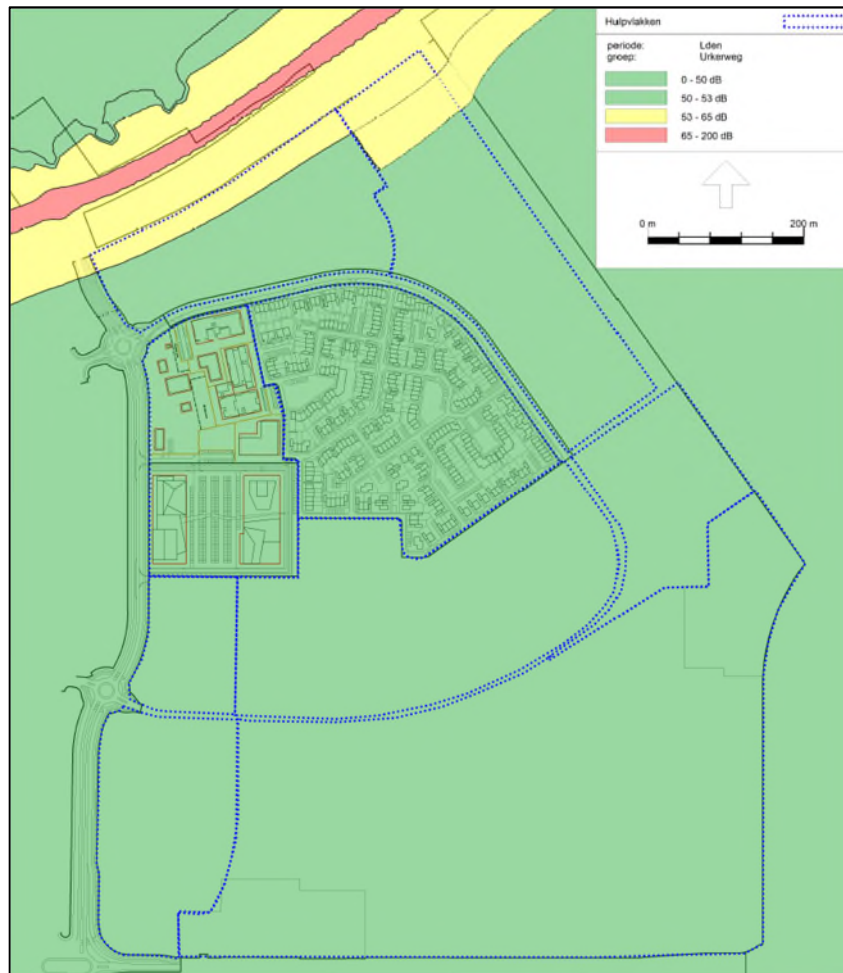 Hulpvlakken
periode: Lden
groep: Urkerweg
0 - 50 dB
50 - 53 dB
53 - 65 dB
65 - 200 dB
0 m 200 m